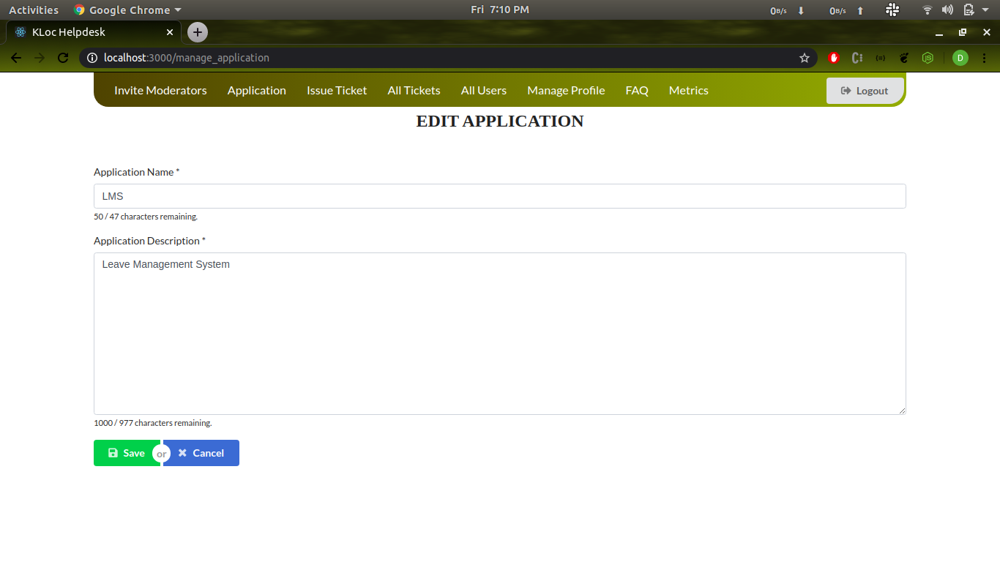 Activities Google Chrome Fri 7:10 PM 0B/s 0B/s
KLoc Helpdesk
localhost:3000/manage_application
Invite Moderators Application Issue Ticket All Tickets All Users Manage Profile FAQ Metrics Logout
EDIT APPLICATION
Application Name *
LMS
50 / 47 characters remaining.
Application Description *
Leave Management System
1000 / 977 characters remaining.
Save or Cancel